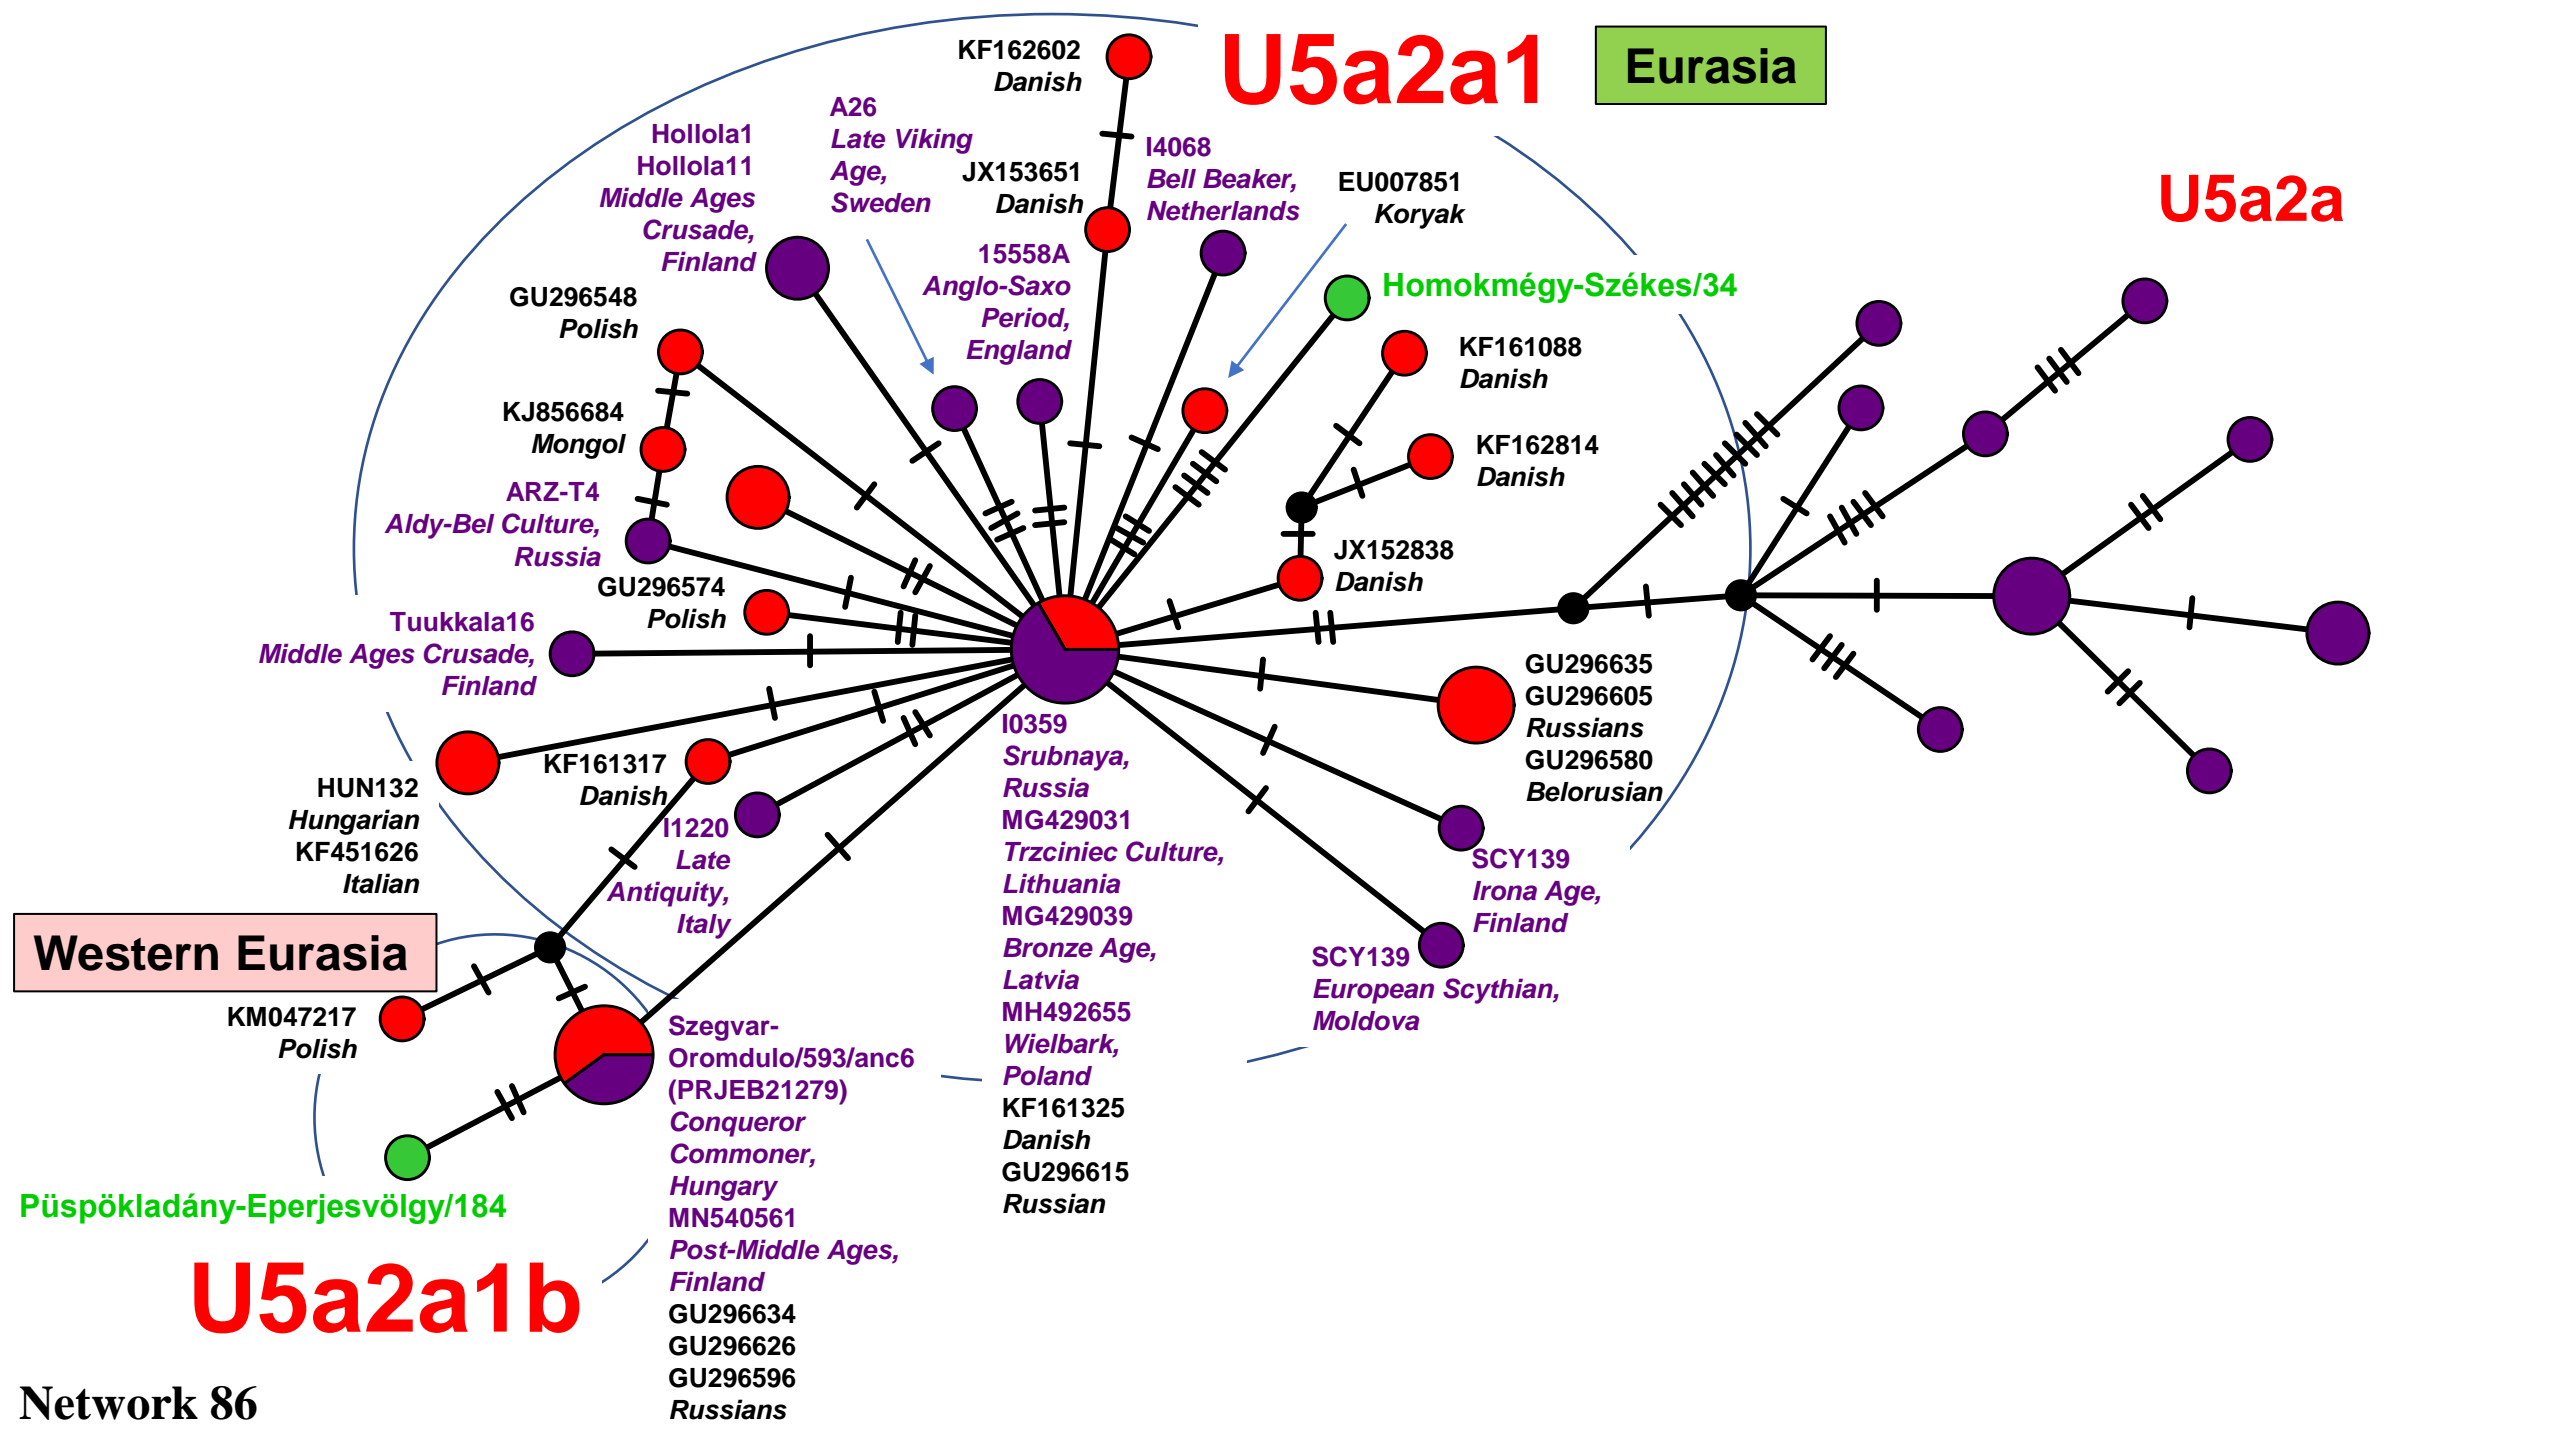 U5a2a1
Eurasia
U5a2a
KF162602
Danish
A26
Late Viking
Age,
Sweden
Hollola1
Hollola11
Middle Ages
Crusade,
Finland
JX153651
Danish
I4068
Bell Beaker,
Netherlands
EU007851
Koryak
15558A
Anglo-Saxo
Period,
England
Homokmégy-Székes/34
GU296548
Polish
KF161088
Danish
KJ856684
Mongol
KF162814
Danish
ARZ-T4
Aldy-Bel Culture,
Russia
JX152838
Danish
GU296574
Polish
Tuukkala16
Middle Ages Crusade,
Finland
GU296635
GU296605
Russians
GU296580
Belorusian
HUN132
Hungarian
KF451626
Italian
KF161317
Danish
I1220
Late
Antiquity,
Italy
I0359
Srubnaya,
Russia
MG429031
Trzciniec Culture,
Lithuania
MG429039
Bronze Age,
Latvia
MH492655
Wielbark,
Poland
KF161325
Danish
GU296615
Russian
SCY139
Irona Age,
Finland
SCY139
European Scythian,
Moldova
Western Eurasia
KM047217
Polish
Szegvar-
Oromdulo/593/anc6
(PRJEB21279)
Conqueror
Commoner,
Hungary
MN540561
Post-Middle Ages,
Finland
GU296634
GU296626
GU296596
Russians
Püspökladány-Eperjesvölgy/184
U5a2a1b
Network 86